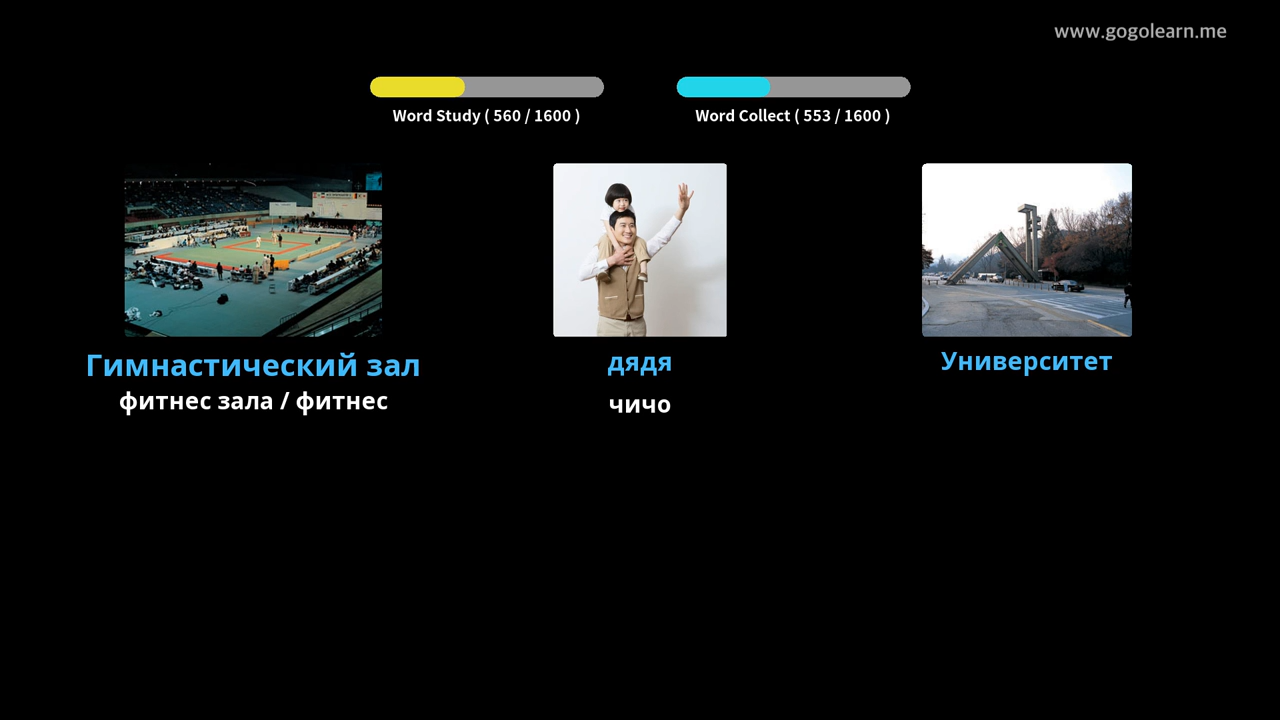 www.gogolearn.me
Word Study ( 560 / 1600 )
Word Collect ( 553 / 1600 )
Гимнастический зал
фитнес зала / фитнес
дядя
чичо
Университет